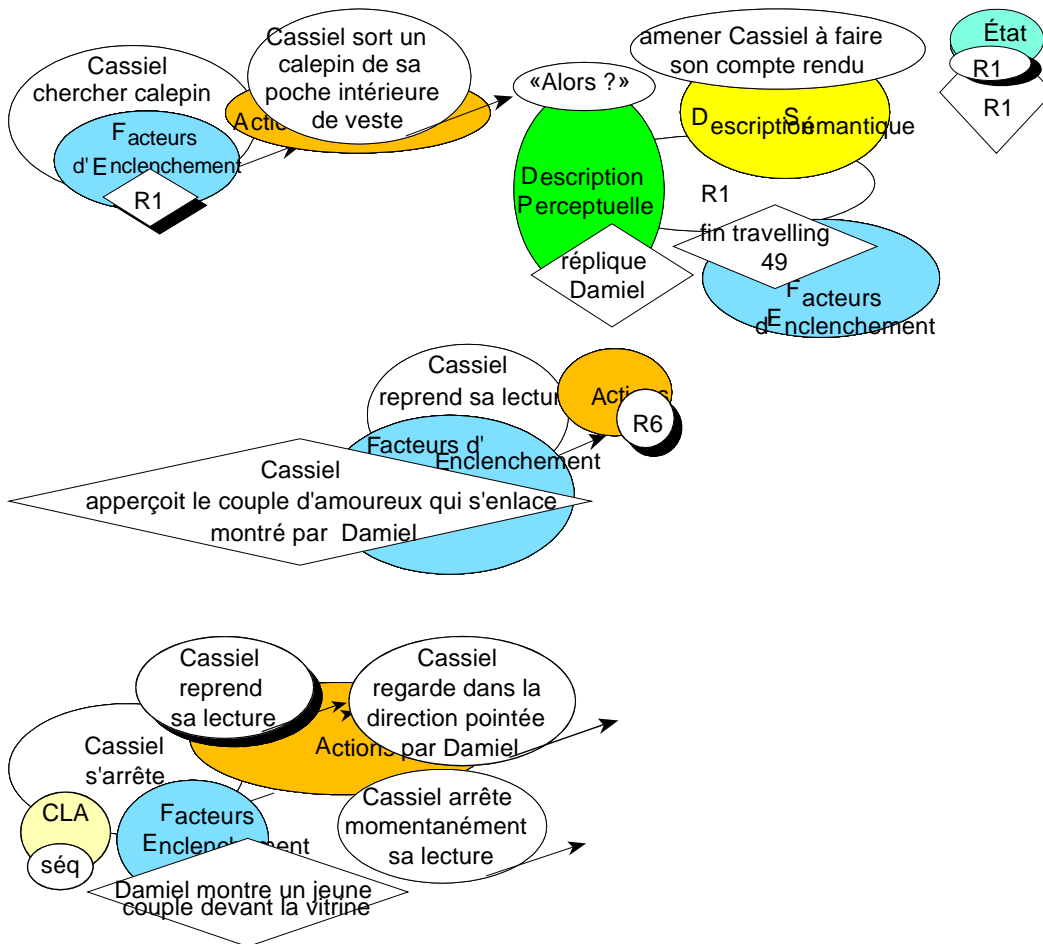 Cassiel
chercher calepin
Facteurs
d'Enclenchement
R1
Cassiel sort un
calepin de sa
poche intérieure
de veste
Actions
«Alors ?»
Description
Perceptuelle
réplique
Damiel
amener Cassiel à faire
son compte rendu
Description Sémantique
R1
fin travelling
49
Facteurs
d'Enclenchement
État
R1
R1
Cassiel
reprend sa lecture
Actions
R6
Facteurs d'
Enclenchement
Cassiel
apperçoit le couple d'amoureux qui s'enlace
montré par Damiel
Cassiel
reprend
sa lecture
Cassiel
regarde dans la
direction pointée
par Damiel
Actions
Cassiel
s'arrête
CLA
séq
Facteurs
Enclenchement
Cassiel arrête
momentanément
sa lecture
Damiel montre un jeune
couple devant la vitrine